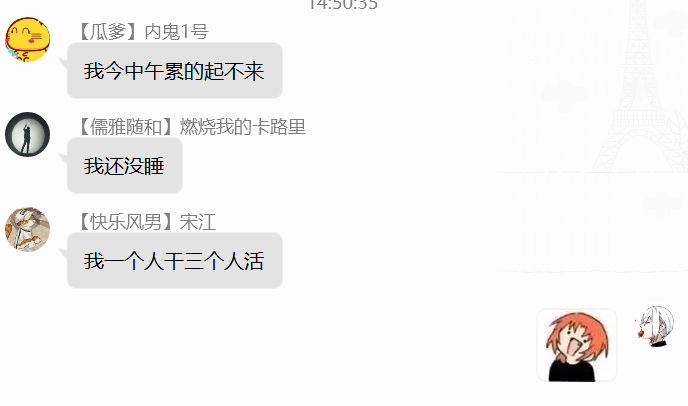 14:50:35
【瓜爹】内鬼1号
我今中午累的起不来
【儒雅随和】燃烧我的卡路里
我还没睡
【快乐风男】宋江
我一个人干三个人活